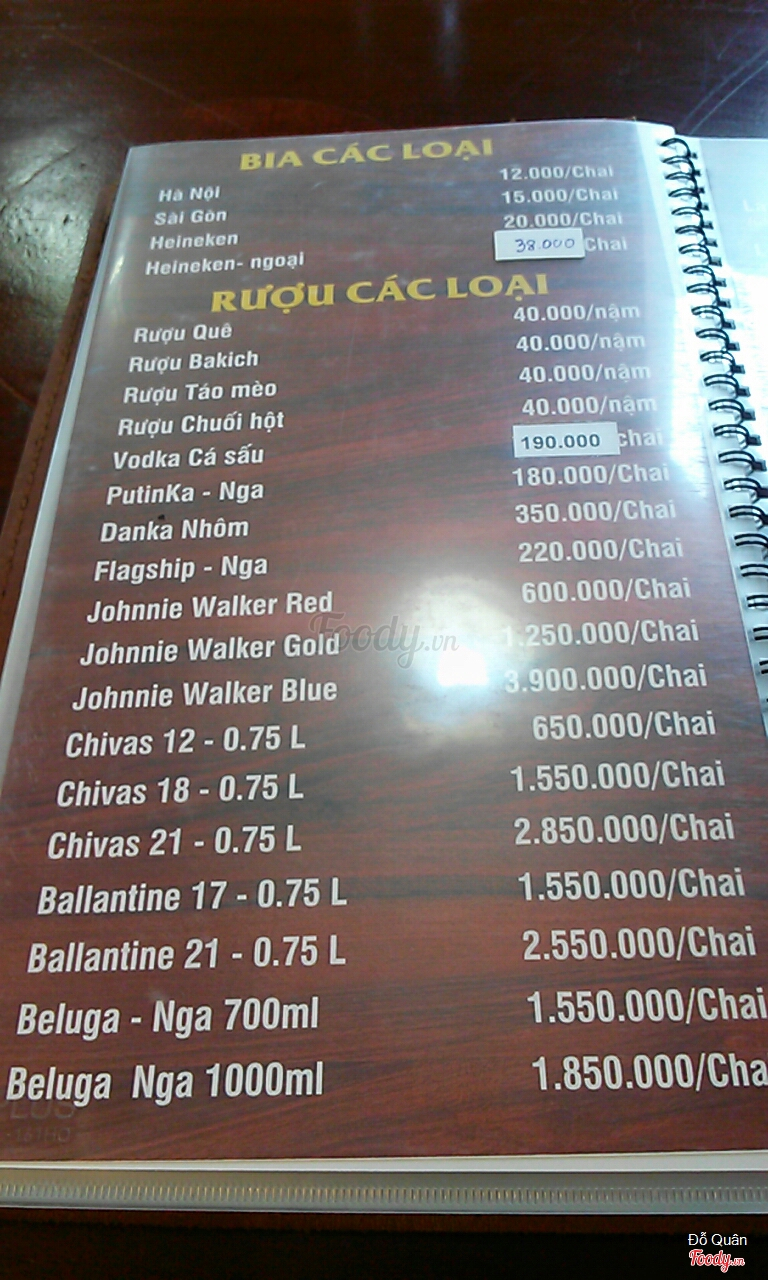 BIA CÁC LOẠI
Hà Nội 12.000/Chai
Sài Gòn 15.000/Chai
Heineken 20.000/Chai
Heineken- ngoại 38.000 Chai
RƯỢU CÁC LOẠI
Rượu Quê 40.000/nậm
Rượu Bakich 40.000/nậm
Rượu Táo mèo 40.000/nậm
Rượu Chuối hột 40.000/nậm
Vodka Cá sấu 190.000 chai
PutinKa - Nga 180.000/Chai
Danka Nhôm 350.000/Chai
Flagship - Nga 220.000/Chai
Johnnie Walker Red 600.000/Chai
Johnnie Walker Gold 1.250.000/Chai
Johnnie Walker Blue 3.900.000/Chai
Chivas 12 - 0.75 L 650.000/Chai
Chivas 18 - 0.75 L 1.550.000/Chai
Chivas 21 - 0.75 L 2.850.000/Chai
Ballantine 17 - 0.75 L 1.550.000/Chai
Ballantine 21 - 0.75 L 2.550.000/Chai
Beluga - Nga 700ml 1.550.000/Chai
Beluga Nga 1000ml 1.850.000/Cha
Foody.vn
Đỗ Quân
Foody.vn